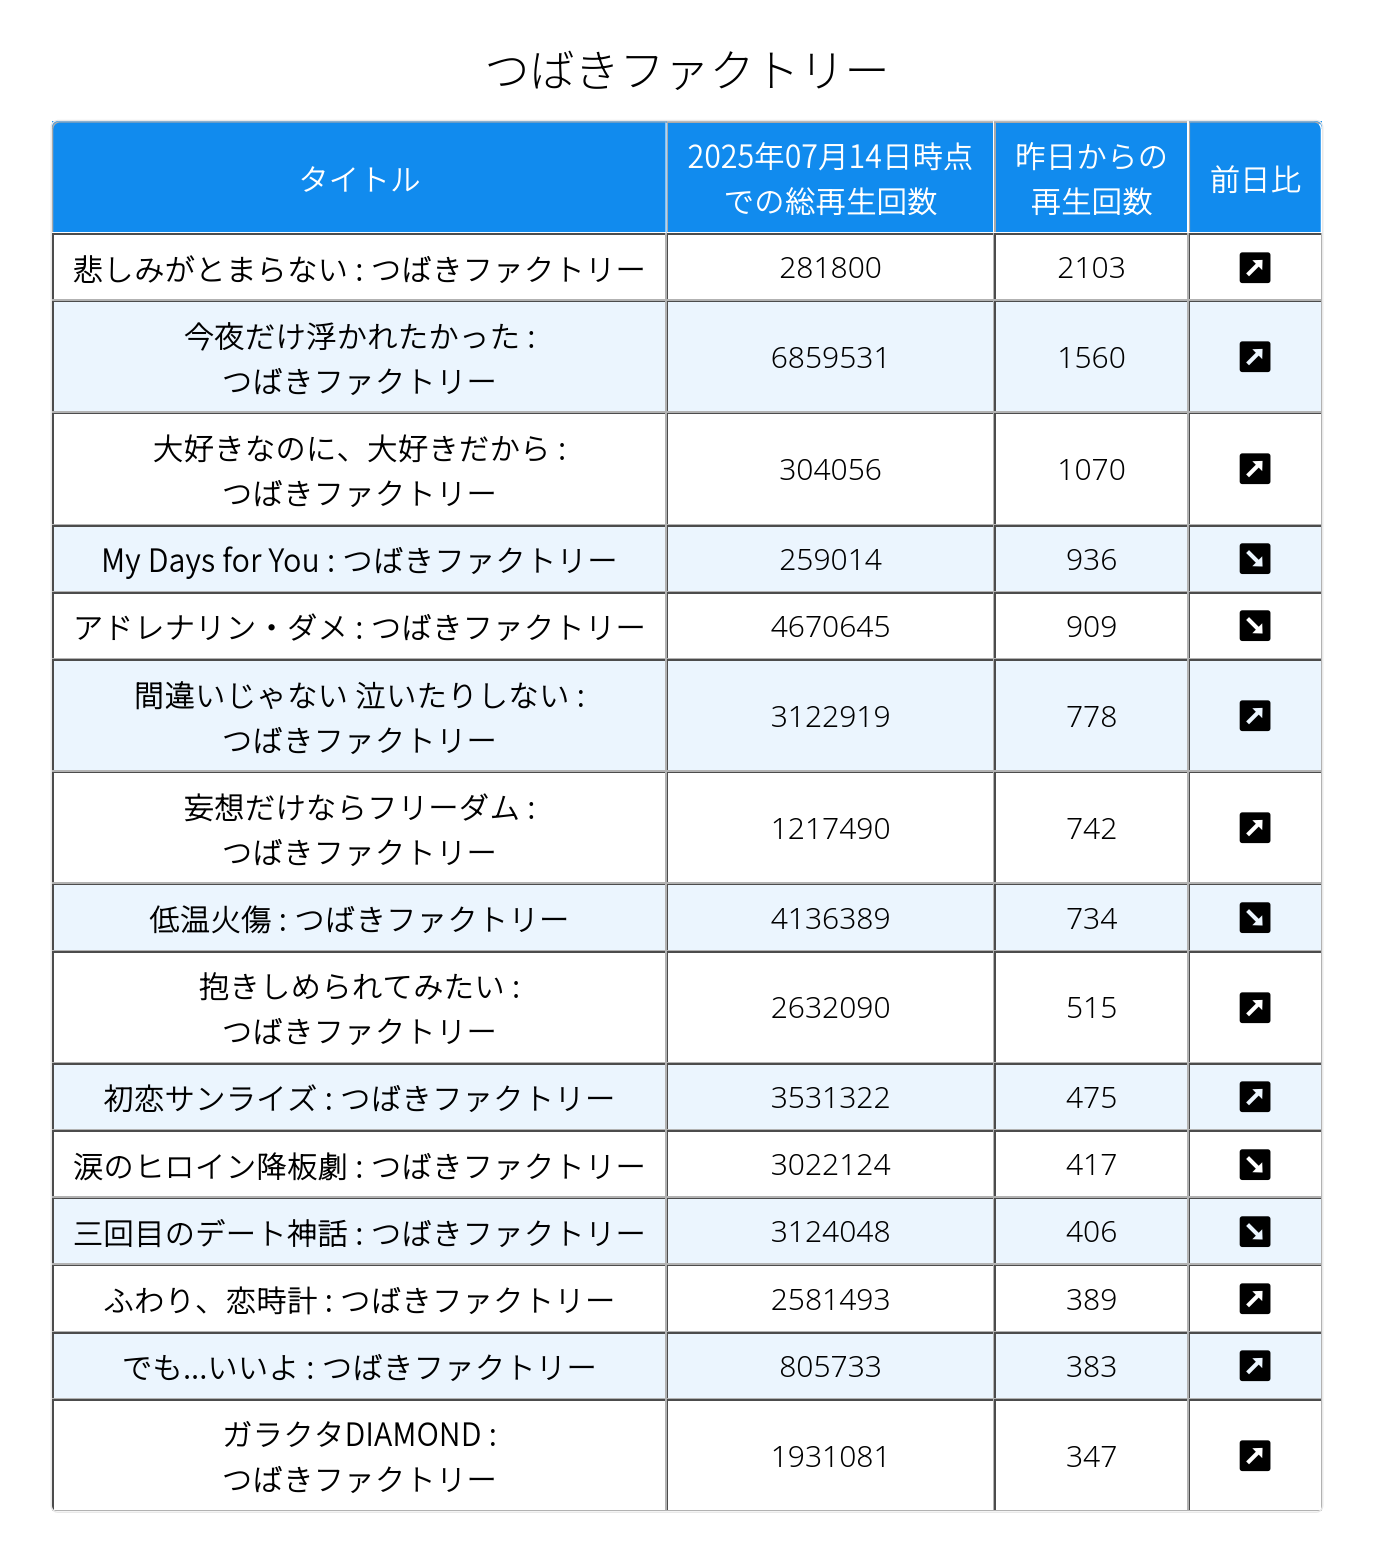 つばきファクトリー
タイトル
2025年07月14日時点
での総再生回数
昨日からの
再生回数
前日比
悲しみがとまらない : つばきファクトリー
281800
2103
今夜だけ浮かれたかった :
つばきファクトリー
6859531
1560
大好きなのに、大好きだから :
つばきファクトリー
304056
1070
My Days for You : つばきファクトリー
259014
936
アドレナリン・ダメ : つばきファクトリー
4670645
909
間違いじゃない 泣いたりしない :
つばきファクトリー
3122919
778
妄想だけならフリーダム :
つばきファクトリー
1217490
742
低温火傷 : つばきファクトリー
4136389
734
抱きしめられてみたい :
つばきファクトリー
2632090
515
初恋サンライズ : つばきファクトリー
3531322
475
涙のヒロイン降板劇 : つばきファクトリー
3022124
417
三回目のデート神話 : つばきファクトリー
3124048
406
ふわり、恋時計 : つばきファクトリー
2581493
389
でも...いいよ : つばきファクトリー
805733
383
ガラクタDIAMOND :
つばきファクトリー
1931081
347